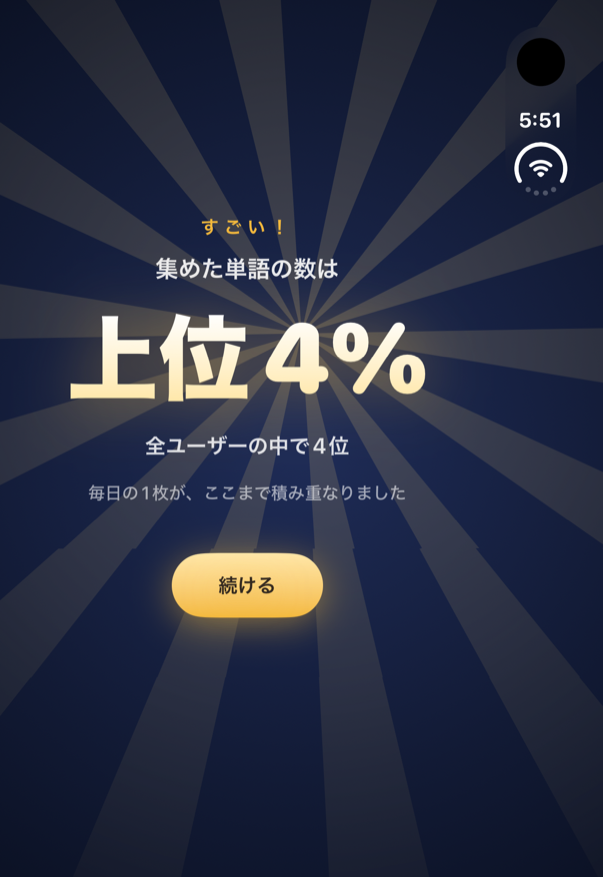 5:51
すごい！
集めた単語の数は
上位4%
全ユーザーの中で4位
毎日の1枚が、ここまで積み重なりました
続ける